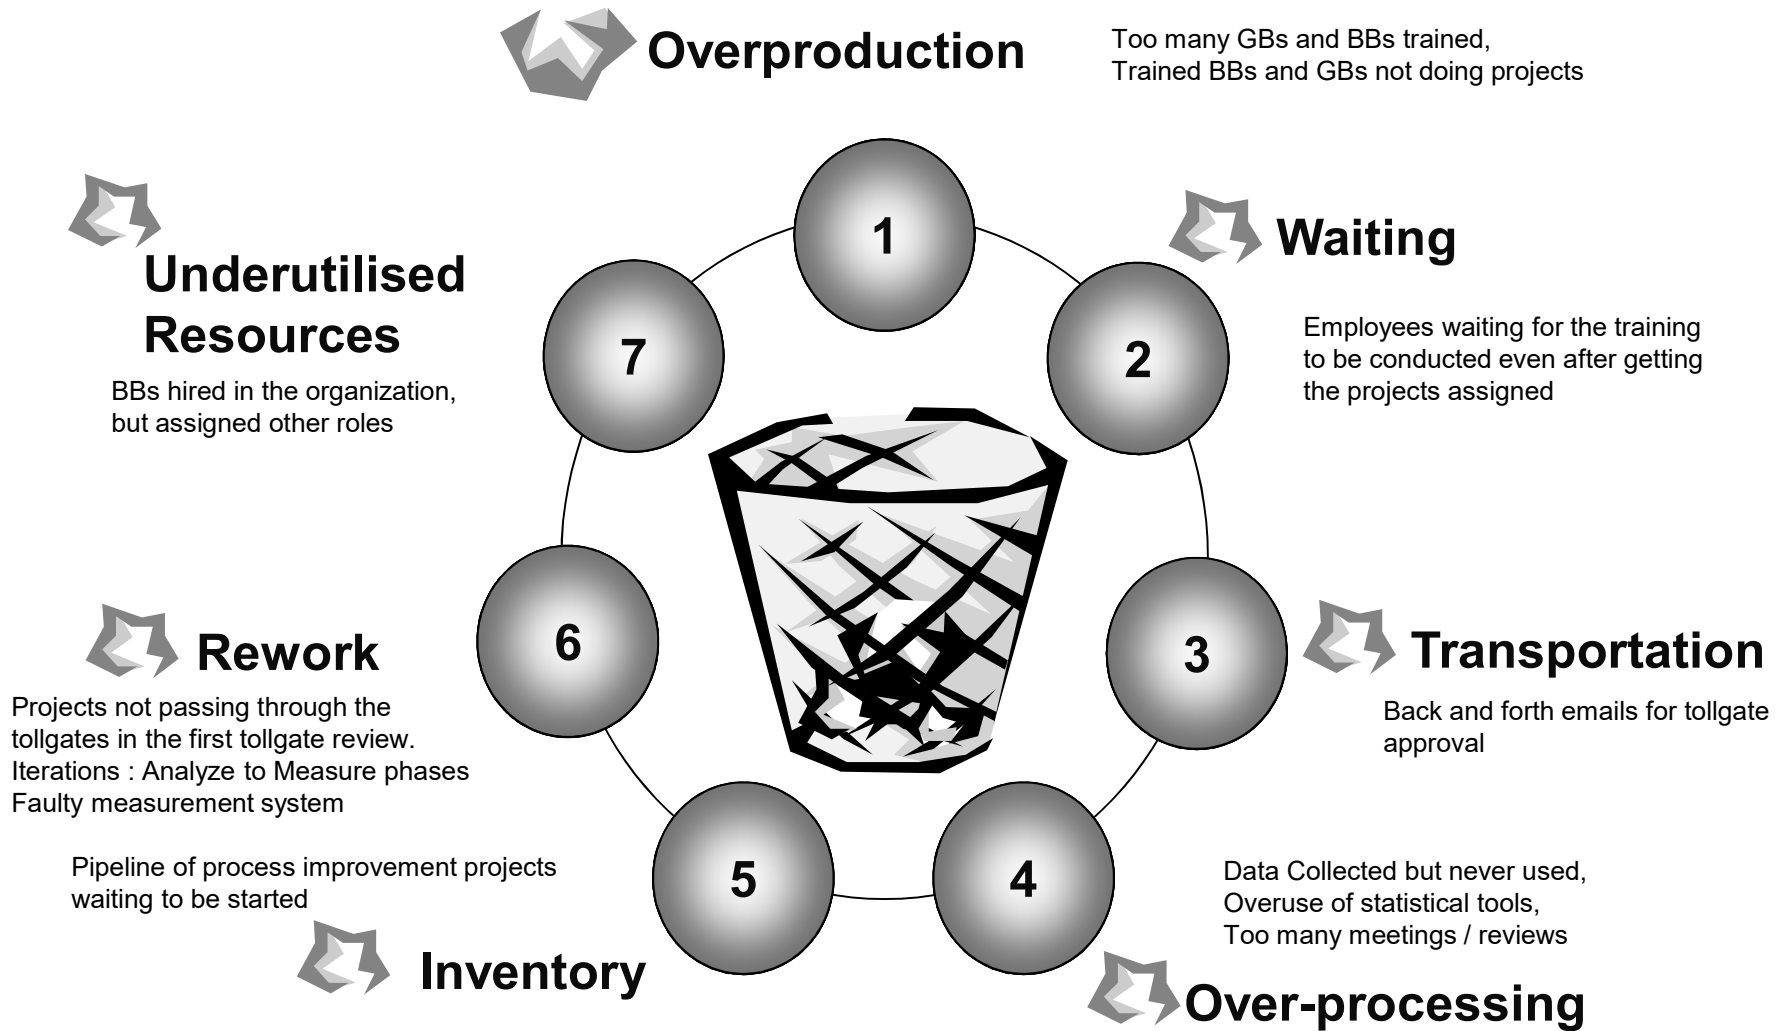 Overproduction
Too many GBs and BBs trained,
Trained BBs and GBs not doing projects
1
Waiting
2
Employees waiting for the training
to be conducted even after getting
the projects assigned
3
Transportation
Back and forth emails for tollgate
approval
4
Data Collected but never used,
Overuse of statistical tools,
Too many meetings / reviews
Over-processing
5
Pipeline of process improvement projects
waiting to be started
Inventory
6
Rework
Projects not passing through the
tollgates in the first tollgate review.
Iterations : Analyze to Measure phases
Faulty measurement system
7
Underutilised
Resources
BBs hired in the organization,
but assigned other roles